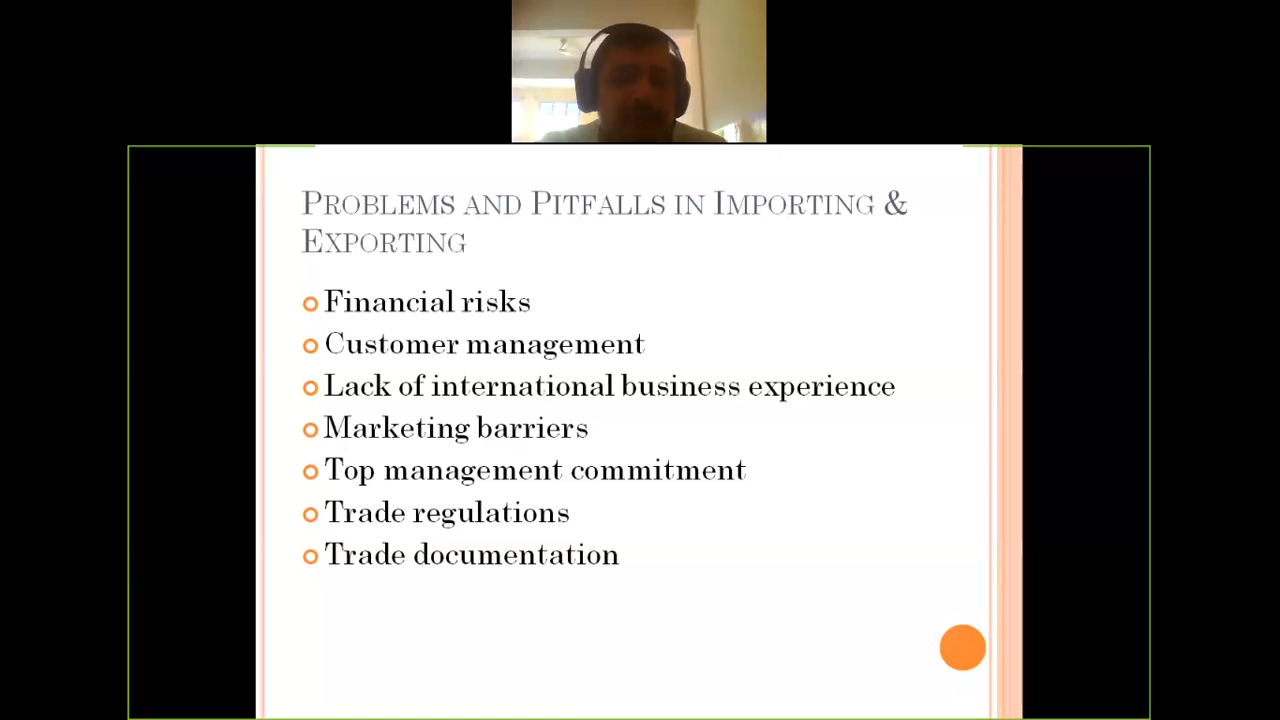 Problems and Pitfalls in Importing &
Exporting
Financial risks
Customer management
Lack of international business experience
Marketing barriers
Top management commitment
Trade regulations
Trade documentation